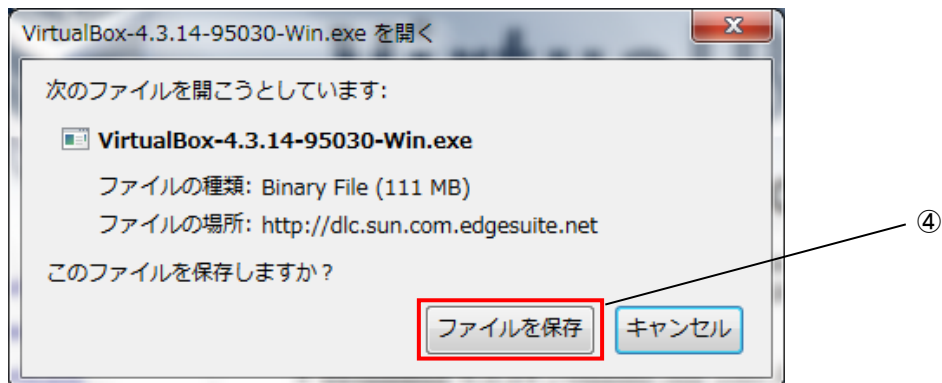 VirtualBox-4.3.14-95030-Win.exe を開く
次のファイルを開こうとしています:
VirtualBox-4.3.14-95030-Win.exe
ファイルの種類: Binary File (111 MB)
ファイルの場所: http://dlc.sun.com.edgesuite.net
④
このファイルを保存しますか？
ファイルを保存 キャンセル